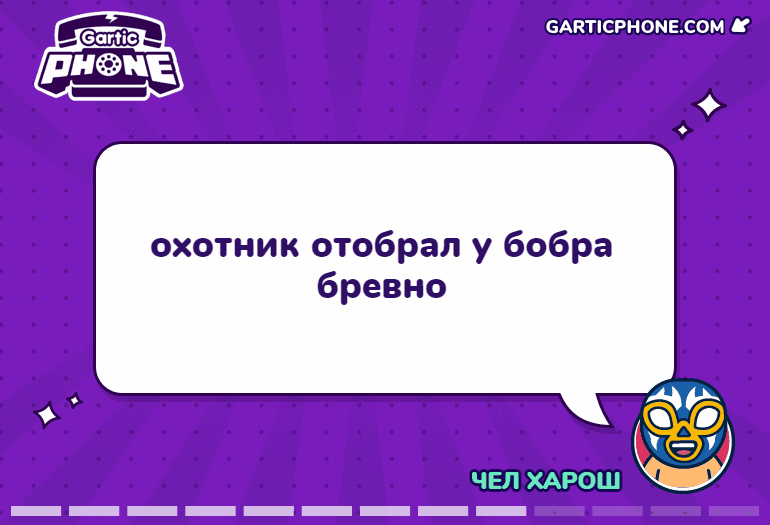 GARTICPHONE.COM
Gartic
PHONE
охотник отобрал у бобра
бревно
ЧЕЛ ХАРОШ